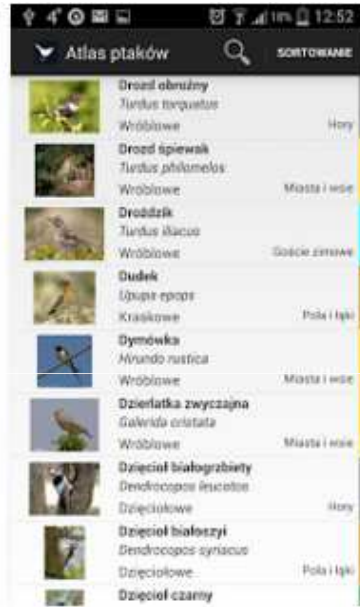 4° 18% 12:52
Atlas ptaków SORTOWANIE
Drozd obrożny
Turdus torquatus
Wróblowe Hory
Drozd śpiewak
Turdus philomelos
Wróblowe Miasta i wsie
Droździk
Turdus iliacus
Wróblowe Goście zimowe
Dudek
Upupa epops
Kraskowe Pola i łąki
Dymówka
Hirundo rustica
Wróblowe Miasta i wsie
Dzierlatka zwyczajna
Galerida cristata
Wróblowe Miasta i wsie
Dzięcioł białogrzbiety
Dendrocopos leucotos
Dzięciołowe Hory
Dzięcioł białoszyi
Dendrocopos syriacus
Dzięciołowe Pola i łąki
Dzięcioł czarny